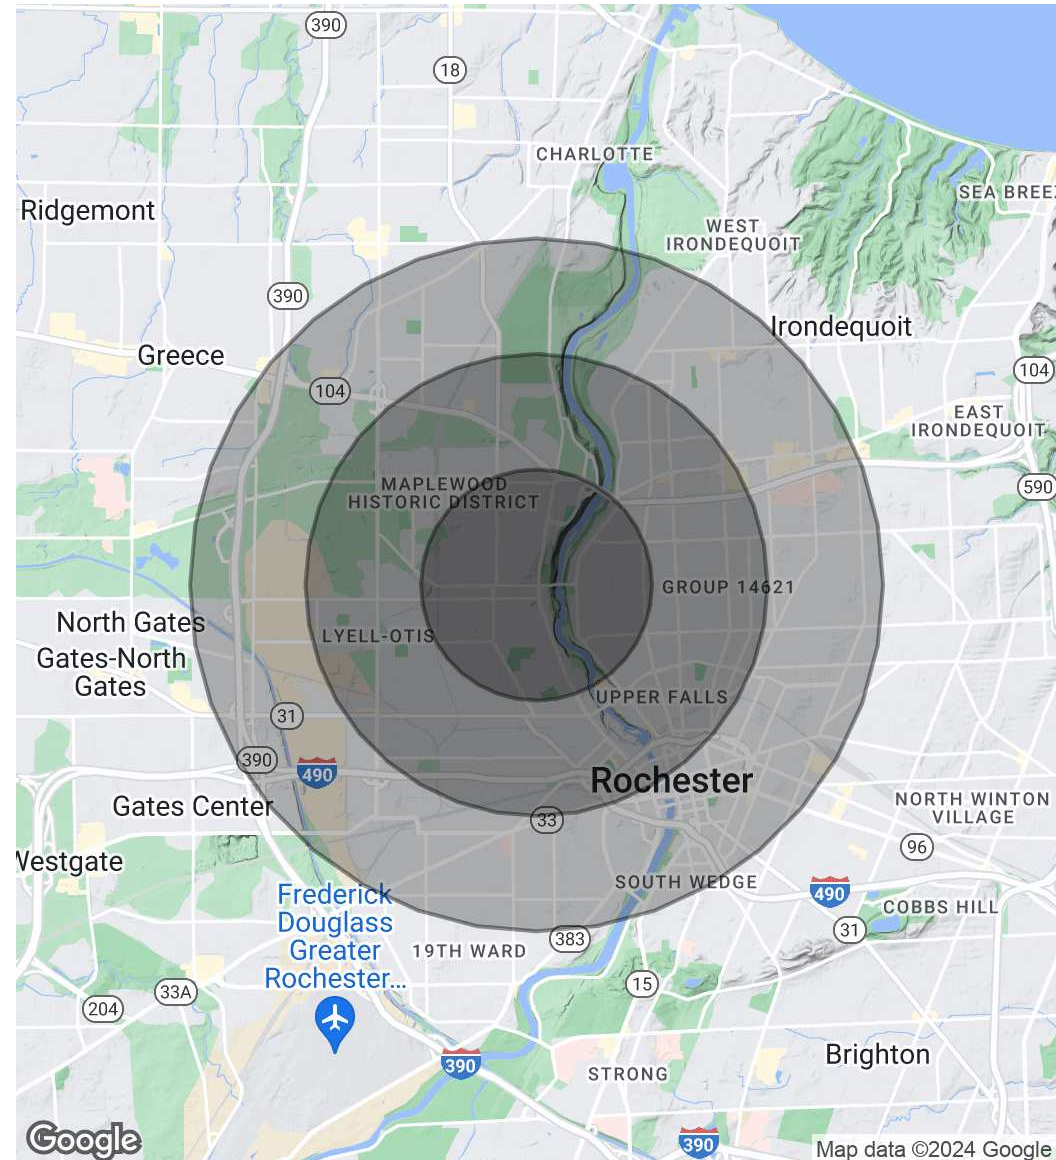 390
18
CHARLOTTE
SEA BREEZ
Ridgemont
WEST
IRONDEQUOIT
390
Irondequoit
Greece
104
104
EAST
IRONDEQUOIT
MAPLEWOOD
HISTORIC DISTRICT
590
GROUP 14621
North Gates
LYELL-OTIS
Gates-North
Gates
UPPER FALLS
31
390
490
Rochester
Gates Center
33
NORTH WINTON
VILLAGE
96
Westgate
SOUTH WEDGE
490
Frederick
Douglass
Greater
Rochester...
COBBS HILL
31
383
19TH WARD
15
33A
204
390
Brighton
STRONG
390
Google
Map data ©2024 Google